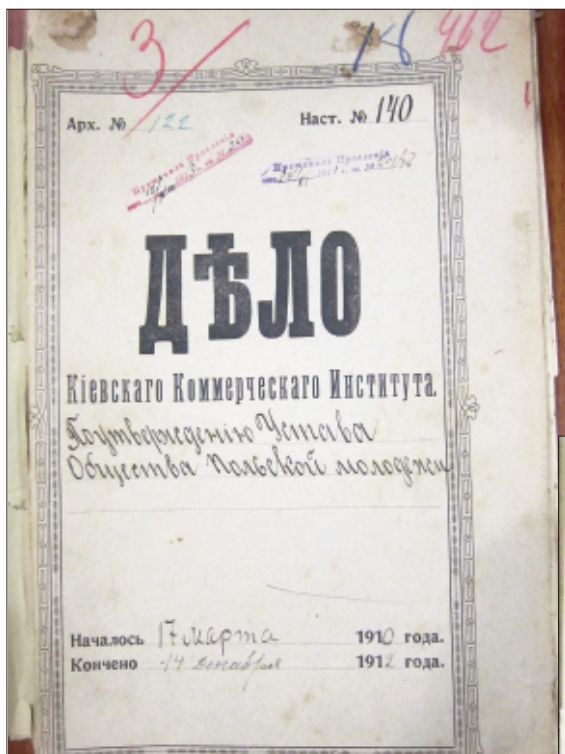 3
18 462
Арх. № 122 Наст. № 140
ДѢЛО
Кіевскаго Коммерческаго Института.
По утвержденію Устава
Общества Польской молодежи
Началось 17 марта 1910 года.
Кончено 14 января 1912 года.